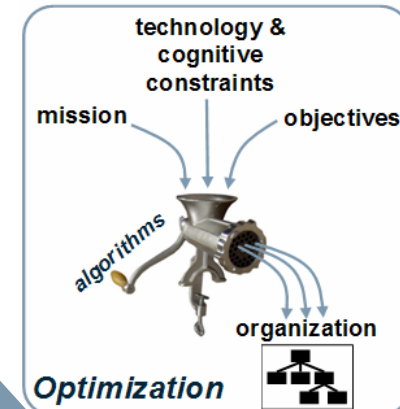 technology &
cognitive
constraints
mission
objectives
algorithms
organization
Optimization